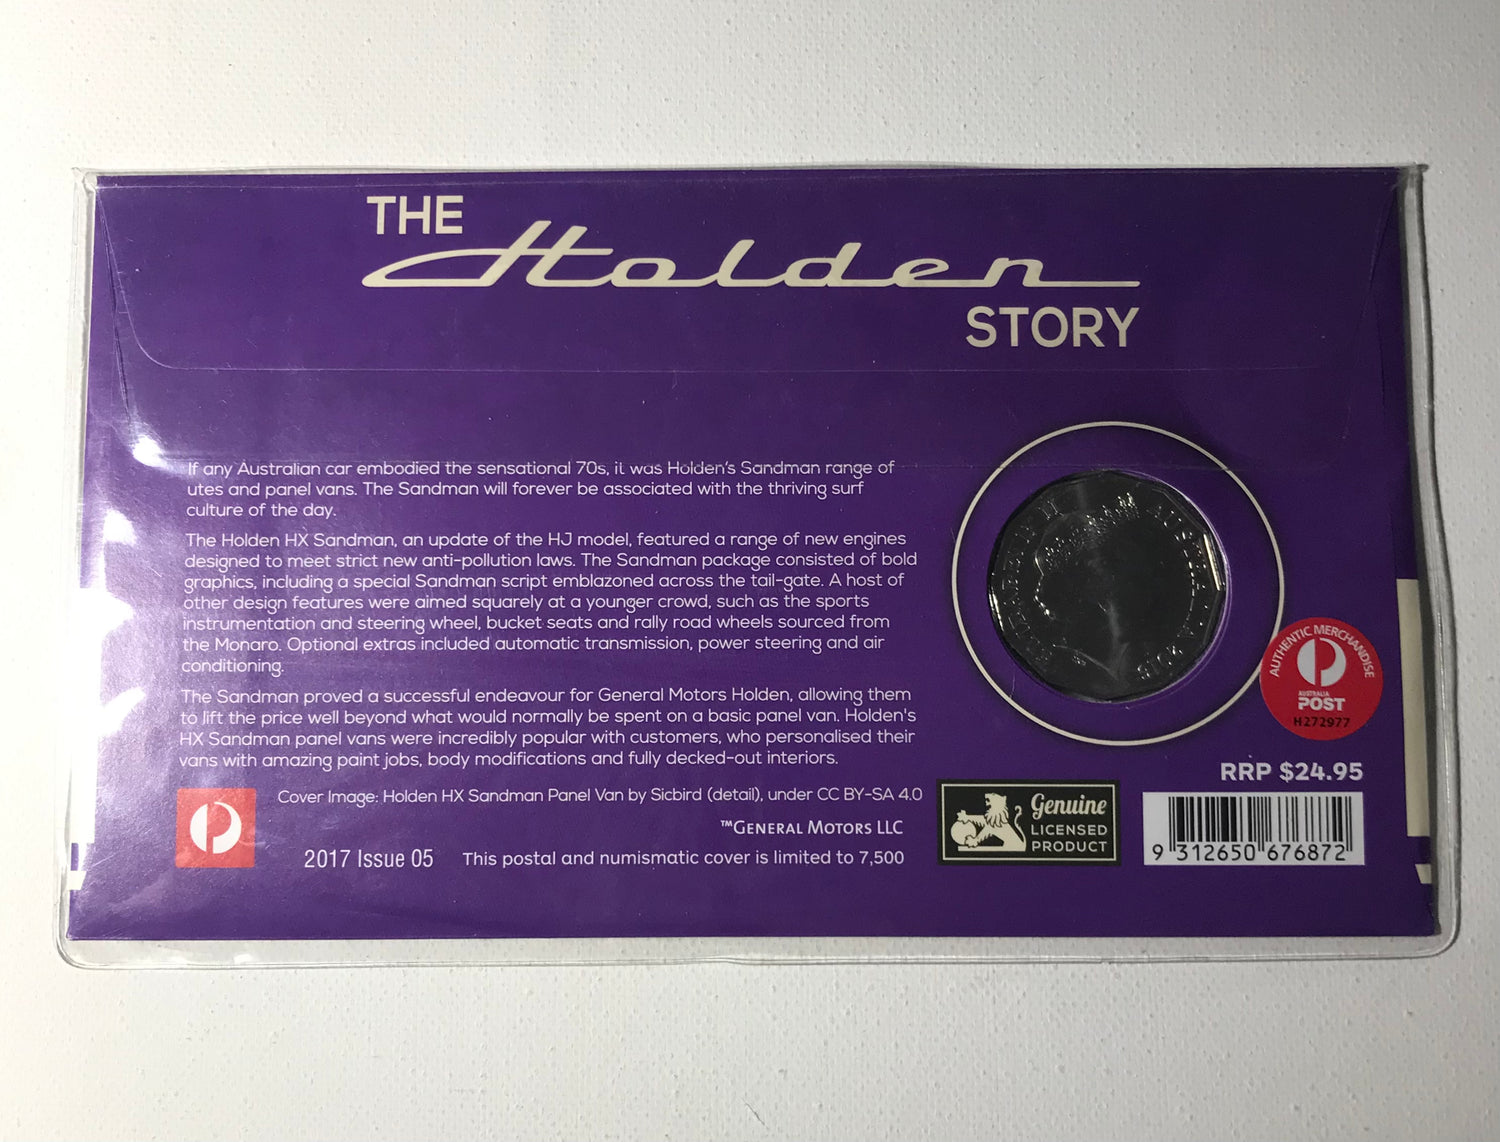 THE
Holden
STORY
If any Australian car embodied the sensational 70s, it was Holden's Sandman range of
utes and panel vans. The Sandman will forever be associated with the thriving surf
culture of the day.
The Holden HX Sandman, an update of the HJ model, featured a range of new engines
designed to meet strict new anti-pollution laws. The Sandman package consisted of bold
graphics, including a special Sandman script emblazoned across the tail-gate. A host of
other design features were aimed squarely at a younger crowd, such as the sports
instrumentation and steering wheel, bucket seats and rally road wheels sourced from
the Monaro. Optional extras included automatic transmission, power steering and air
conditioning.
The Sandman proved a successful endeavour for General Motors Holden, allowing them
to lift the price well beyond what would normally be spent on a basic panel van. Holden's
HX Sandman panel vans were incredibly popular with customers, who personalised their
vans with amazing paint jobs, body modifications and fully decked-out interiors.
Cover Image: Holden HX Sandman Panel Van by Sicbird (detail), under CC BY-SA 4.0
™GENERAL MOTORS LLC
2017 Issue 05 This postal and numismatic cover is limited to 7,500
ELIZABETH II
AUSTRALIA
AUTHENTIC MERCHANDISE
AUSTRALIA
POST
H272977
RRP $24.95
Genuine
LICENSED
PRODUCT
9 312650 676872